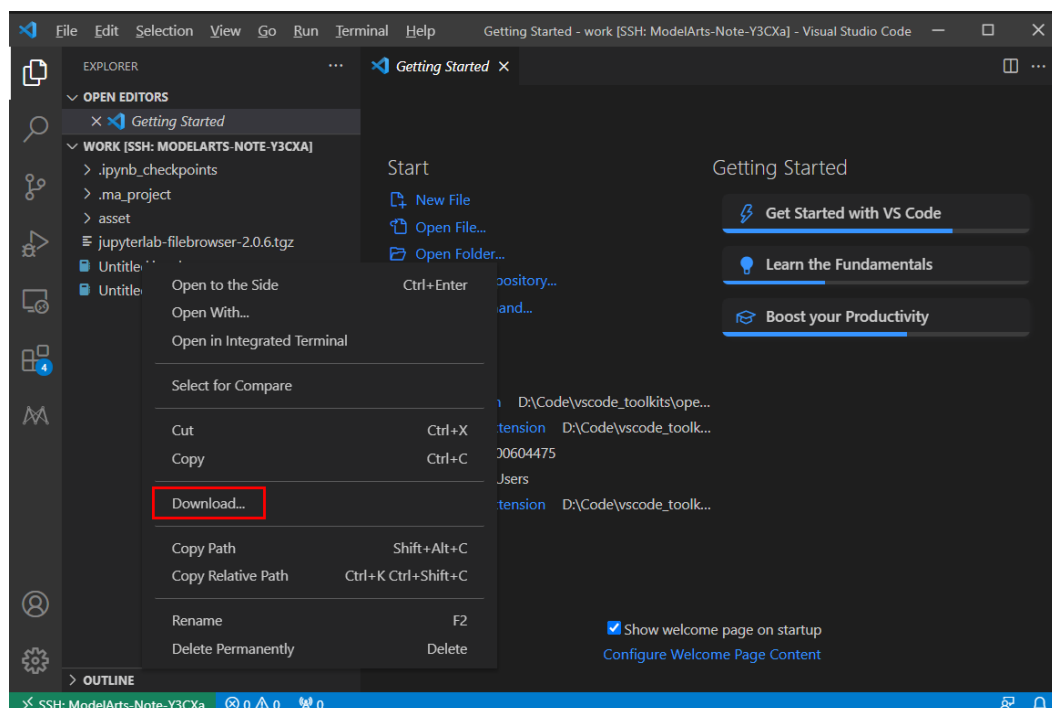 File Edit Selection View Go Run Terminal Help Getting Started - work [SSH: ModelArts-Note-Y3CXa] - Visual Studio Code
EXPLORER
Getting Started
OPEN EDITORS
Getting Started
WORK [SSH: MODELARTS-NOTE-Y3CXA]
.ipynb_checkpoints
.ma_project
asset
jupyterlab-filebrowser-2.0.6.tgz
Open to the Side Ctrl+Enter
Open With...
Open in Integrated Terminal
Select for Compare
Cut Ctrl+X
Copy Ctrl+C
Download...
Copy Path Shift+Alt+C
Copy Relative Path Ctrl+K Ctrl+Shift+C
Rename F2
Delete Permanently Delete
OUTLINE
Start
New File
Open File...
Open Folder...
D:\Code\vscode_toolkits\ope...
D:\Code\vscode_toolk...
00604475
Users
D:\Code\vscode_toolk...
Getting Started
Get Started with VS Code
Learn the Fundamentals
Boost your Productivity
Show welcome page on startup
Configure Welcome Page Content
4
SSH: ModelArts-Note-Y3CXa 0 0 0